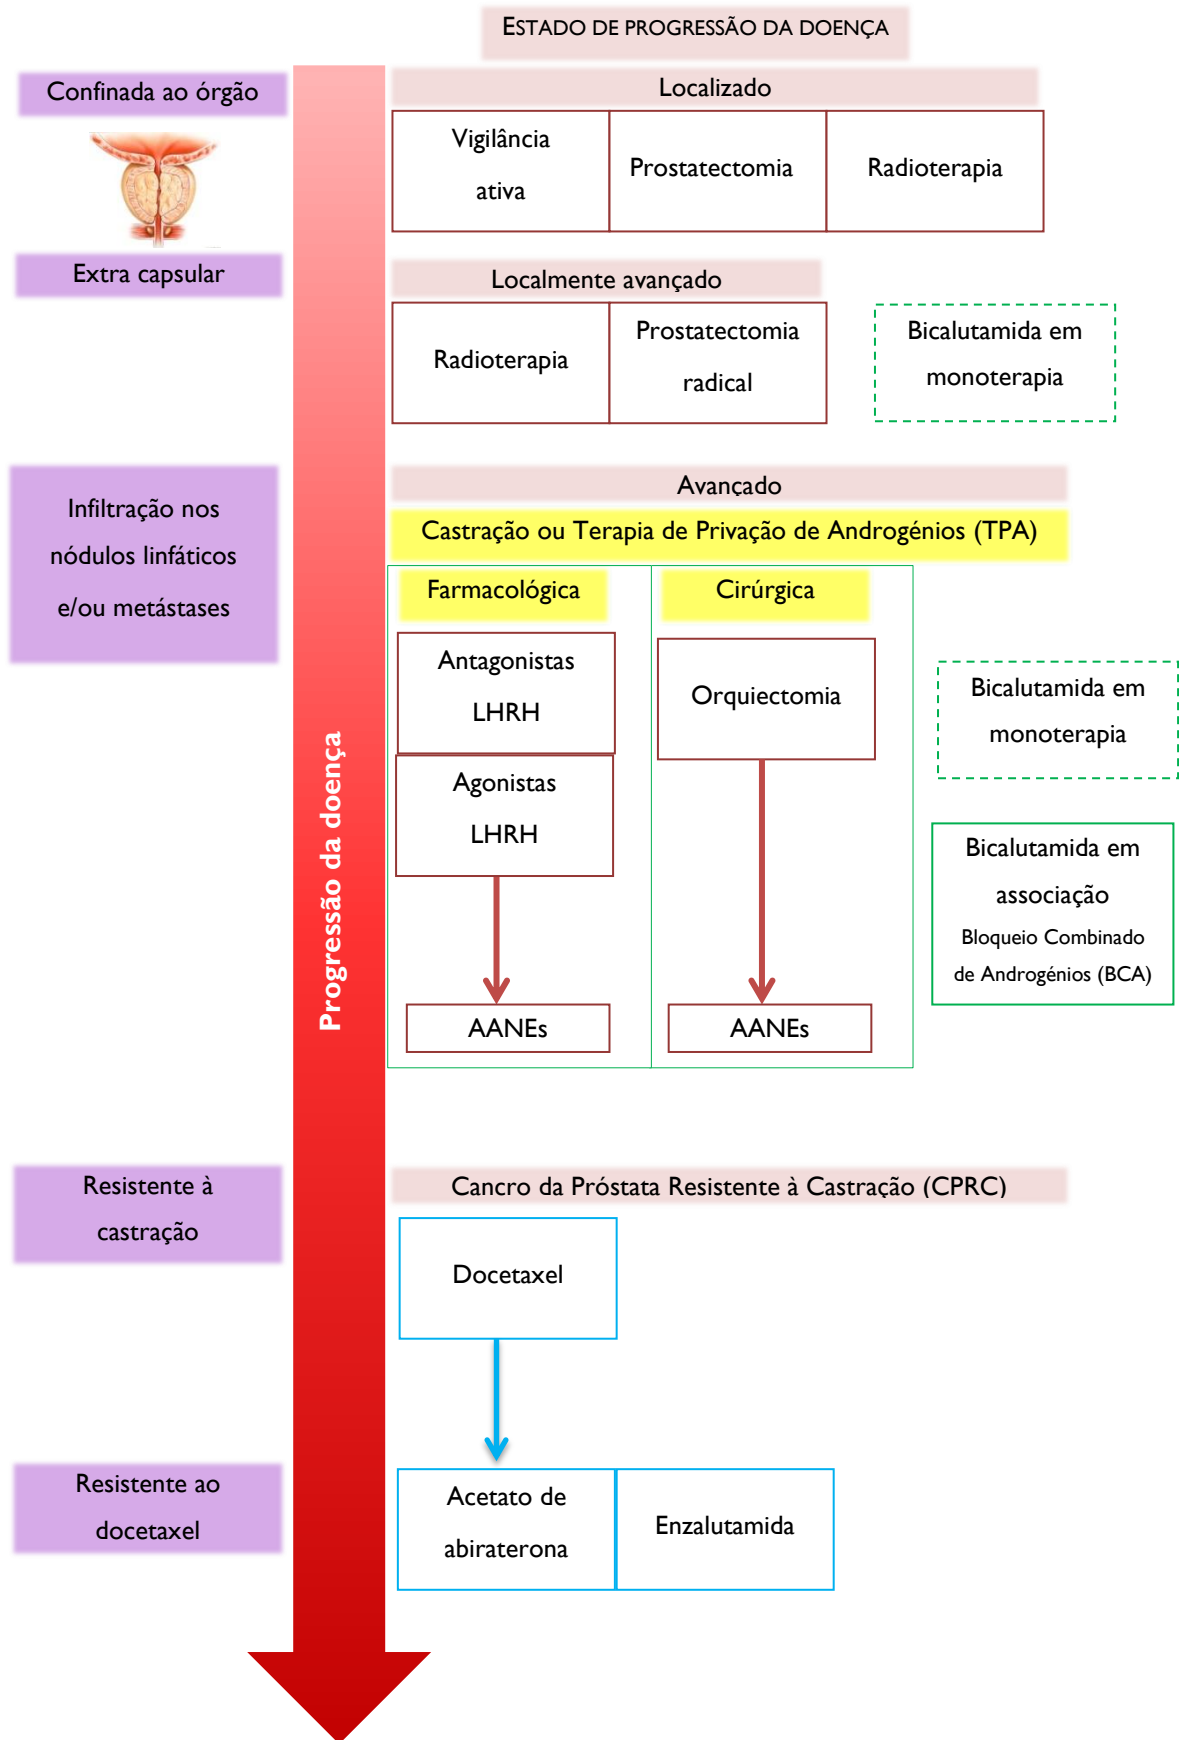 ESTADO DE PROGRESSÃO DA DOENÇA
Confinada ao órgão
Localizado
Vigilância
ativa
Prostatectomia
Radioterapia
Extra capsular
Localmente avançado
Radioterapia
Prostatectomia
radical
Bicalutamida em
monoterapia
Infiltração nos
nódulos linfáticos
e/ou metástases
Avançado
Castração ou Terapia de Privação de Androgénios (TPA)
Farmacológica
Cirúrgica
Antagonistas
LHRH
Orquiectomia
Bicalutamida em
monoterapia
Agonistas
LHRH
Bicalutamida em
associação
Bloqueio Combinado
de Androgénios (BCA)
AANEs
AANEs
Progressão da doença
Resistente à
castração
Cancro da Próstata Resistente à Castração (CPRC)
Docetaxel
Resistente ao
docetaxel
Acetato de
abiraterona
Enzalutamida